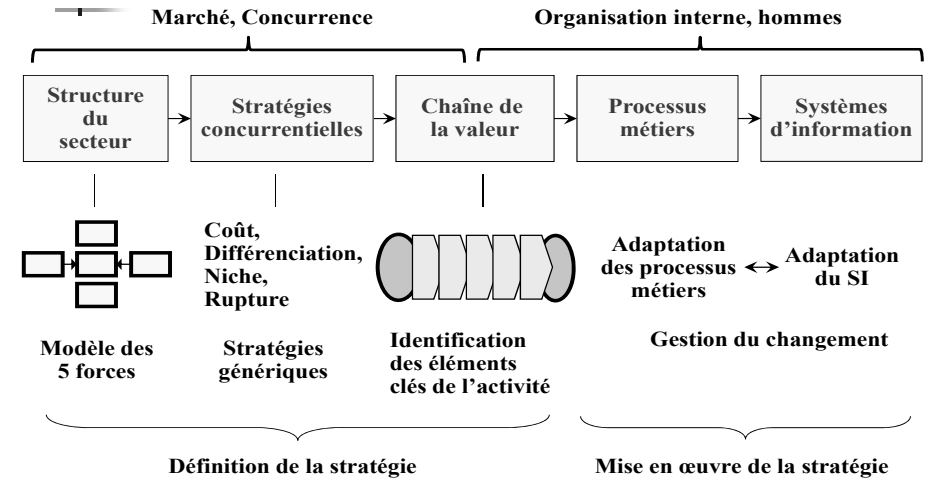 Marché, Concurrence
Organisation interne, hommes
Structure
du
secteur
Stratégies
concurrentielles
Chaîne de
la valeur
Processus
métiers
Systèmes
d'information
Coût,
Différenciation,
Niche,
Rupture
Adaptation
des processus
métiers
Adaptation
du SI
Modèle des
5 forces
Stratégies
génériques
Identification
des éléments
clés de l'activité
Gestion du changement
Définition de la stratégie
Mise en œuvre de la stratégie